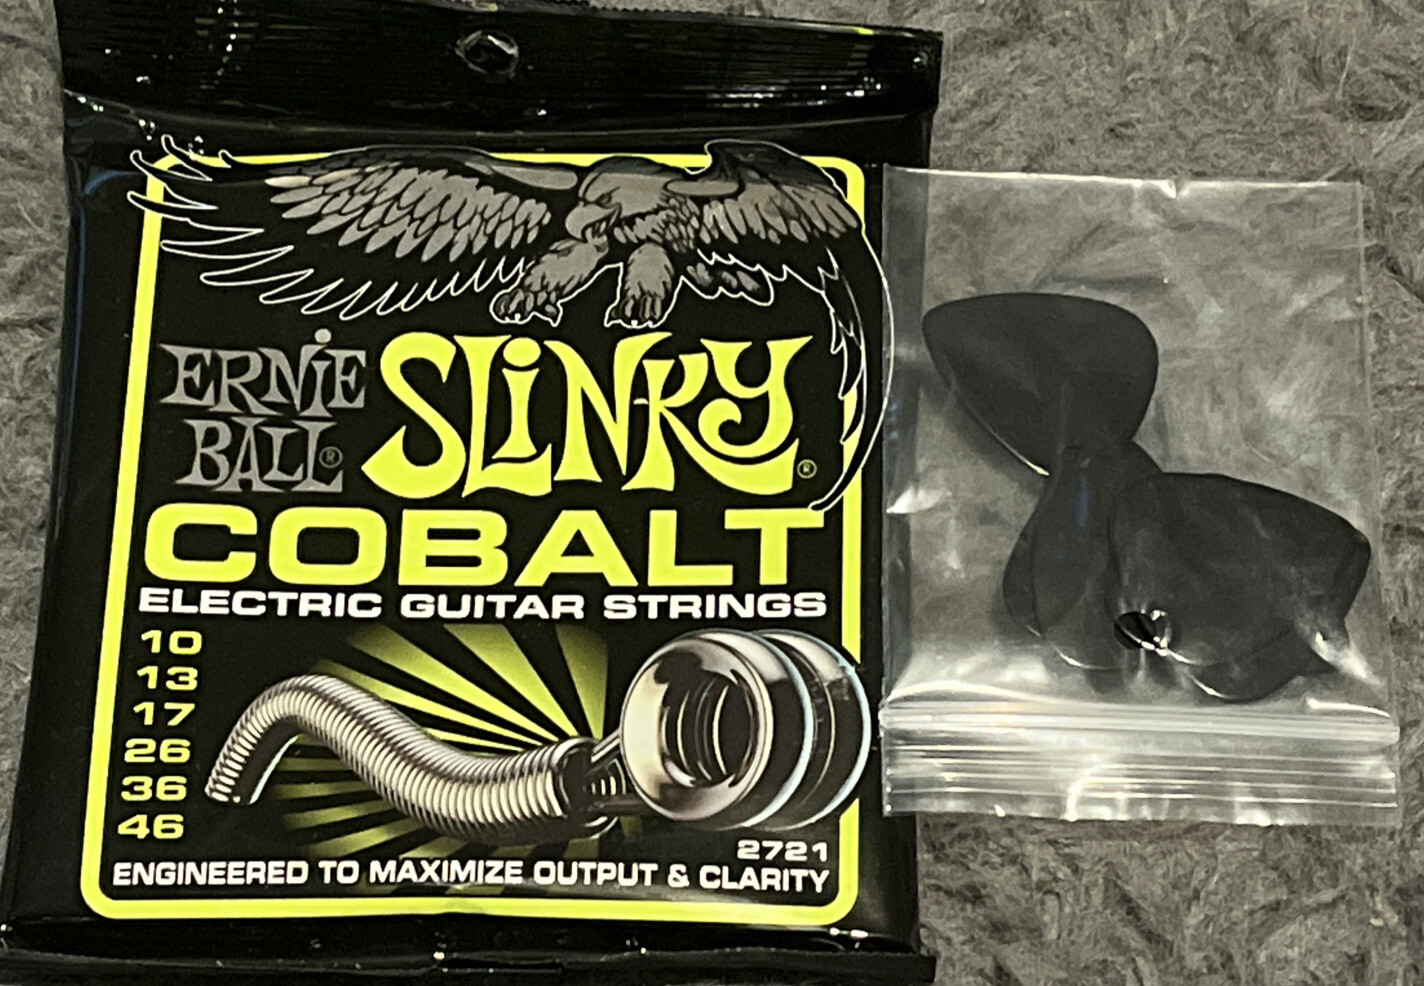 ERNIE
BALL®
SLINKY®
COBALT
ELECTRIC GUITAR STRINGS
10
13
17
26
36
46
2721
ENGINEERED TO MAXIMIZE OUTPUT & CLARITY